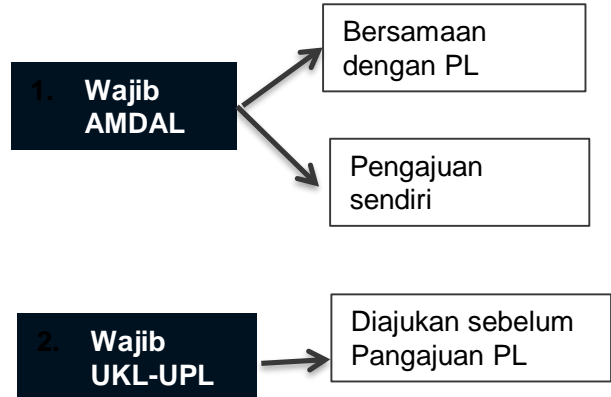 Bersamaan
dengan PL
1. Wajib
AMDAL
Pengajuan
sendiri
Diajukan sebelum
Pangajuan PL
2. Wajib
UKL-UPL